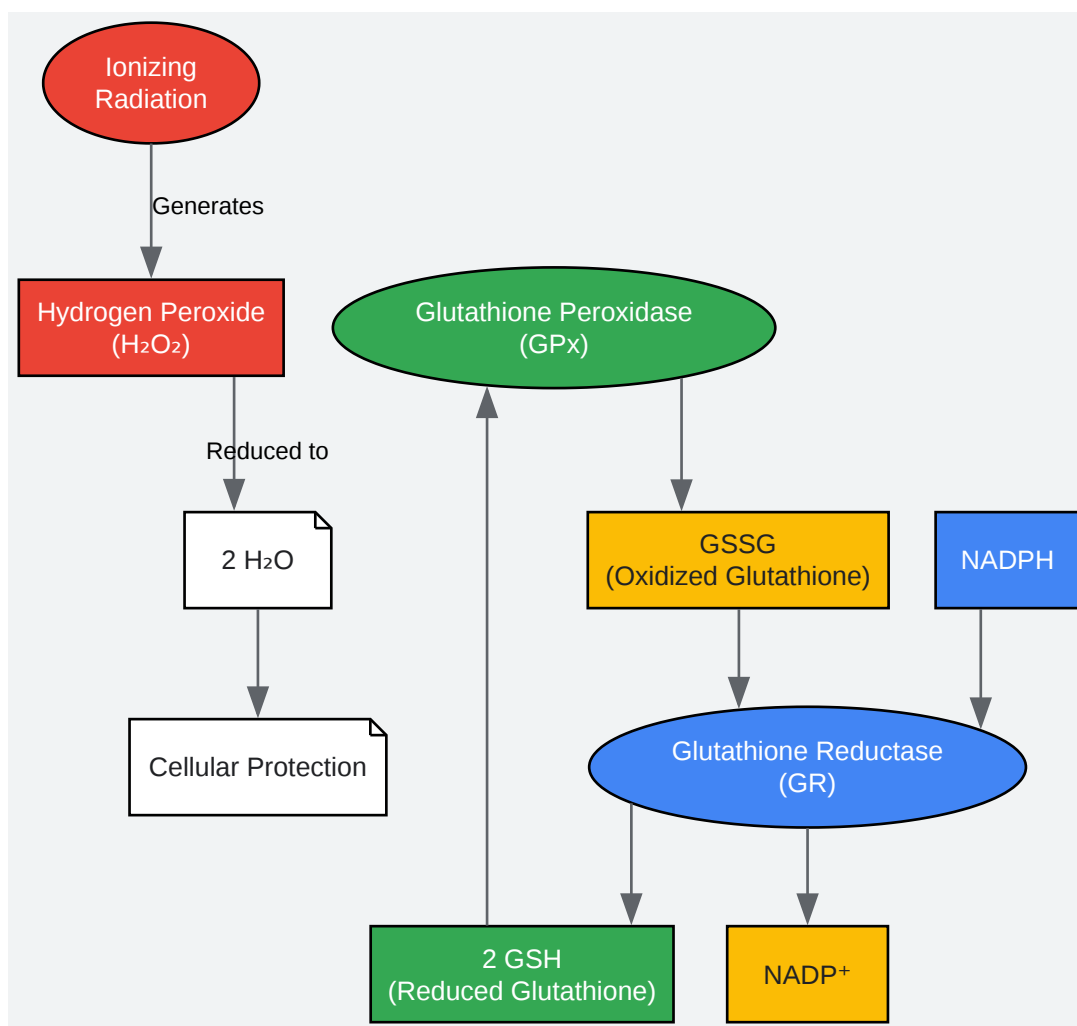 Ionizing
Radiation
Generates
Hydrogen Peroxide
(H₂O₂)
Glutathione Peroxidase
(GPx)
Reduced to
2 H₂O
GSSG
(Oxidized Glutathione)
NADPH
Cellular Protection
Glutathione Reductase
(GR)
2 GSH
(Reduced Glutathione)
NADP⁺